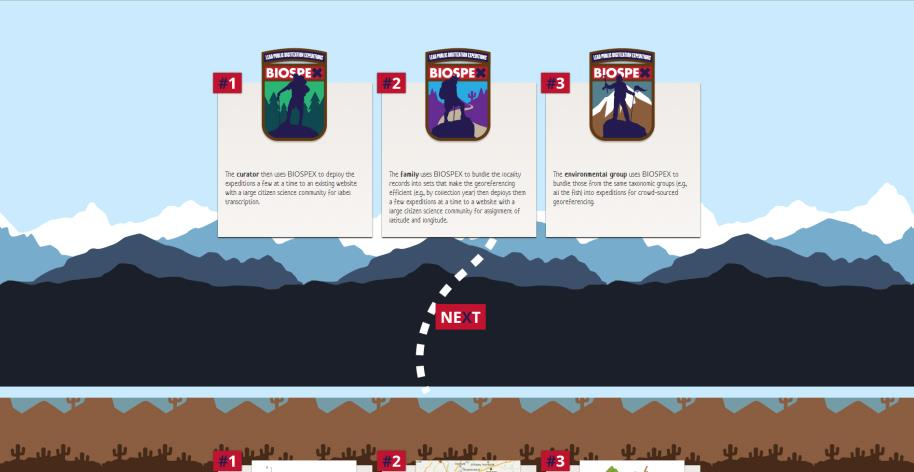 #1
LEAD PUBLIC DIGITIZATION EXPEDITIONS
BIOSPEX
The curator then uses BIOSPEX to deploy the
expeditions a few at a time to an existing website
with a large citizen science community for label
transcription.
#2
LEAD PUBLIC DIGITIZATION EXPEDITIONS
BIOSPEX
The family uses BIOSPEX to bundle the locality
records into sets that make the georeferencing
efficient (e.g., by collection year) then deploys them
a few expeditions at a time to a website with a
large citizen science community for assignment of
latitude and longitude.
#3
LEAD PUBLIC DIGITIZATION EXPEDITIONS
BIOSPEX
The environmental group uses BIOSPEX to
bundle those from the same taxonomic groups (e.g.,
all the fish) into expeditions for crowd-sourced
georeferencing.
NEXT
#1
#2
#3